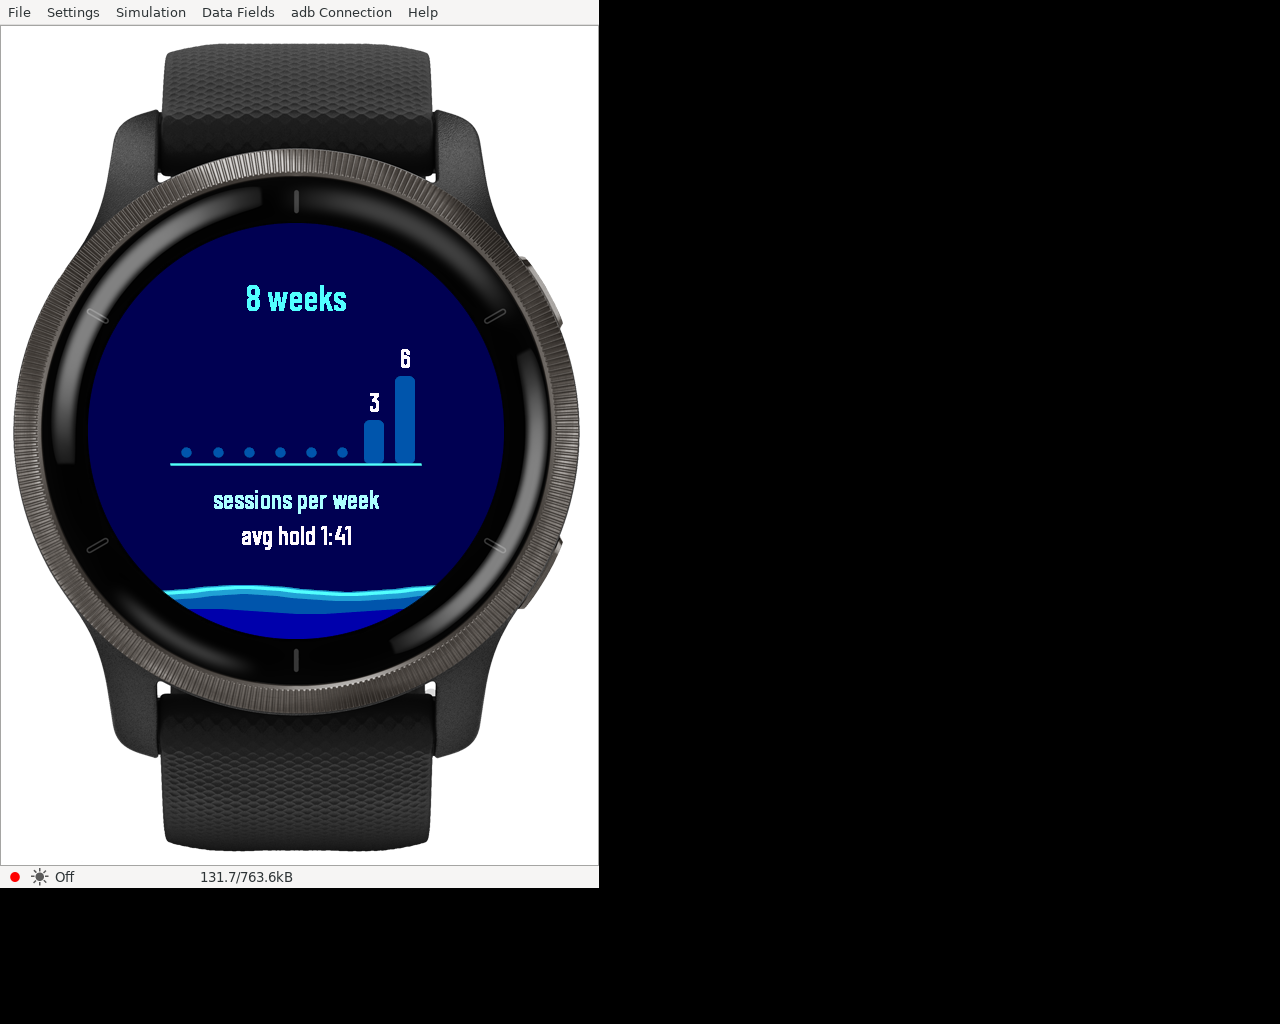 File Settings Simulation Data Fields adb Connection Help
8 weeks
6
3
sessions per week
avg hold 1:41
Off 131.7/763.6kB